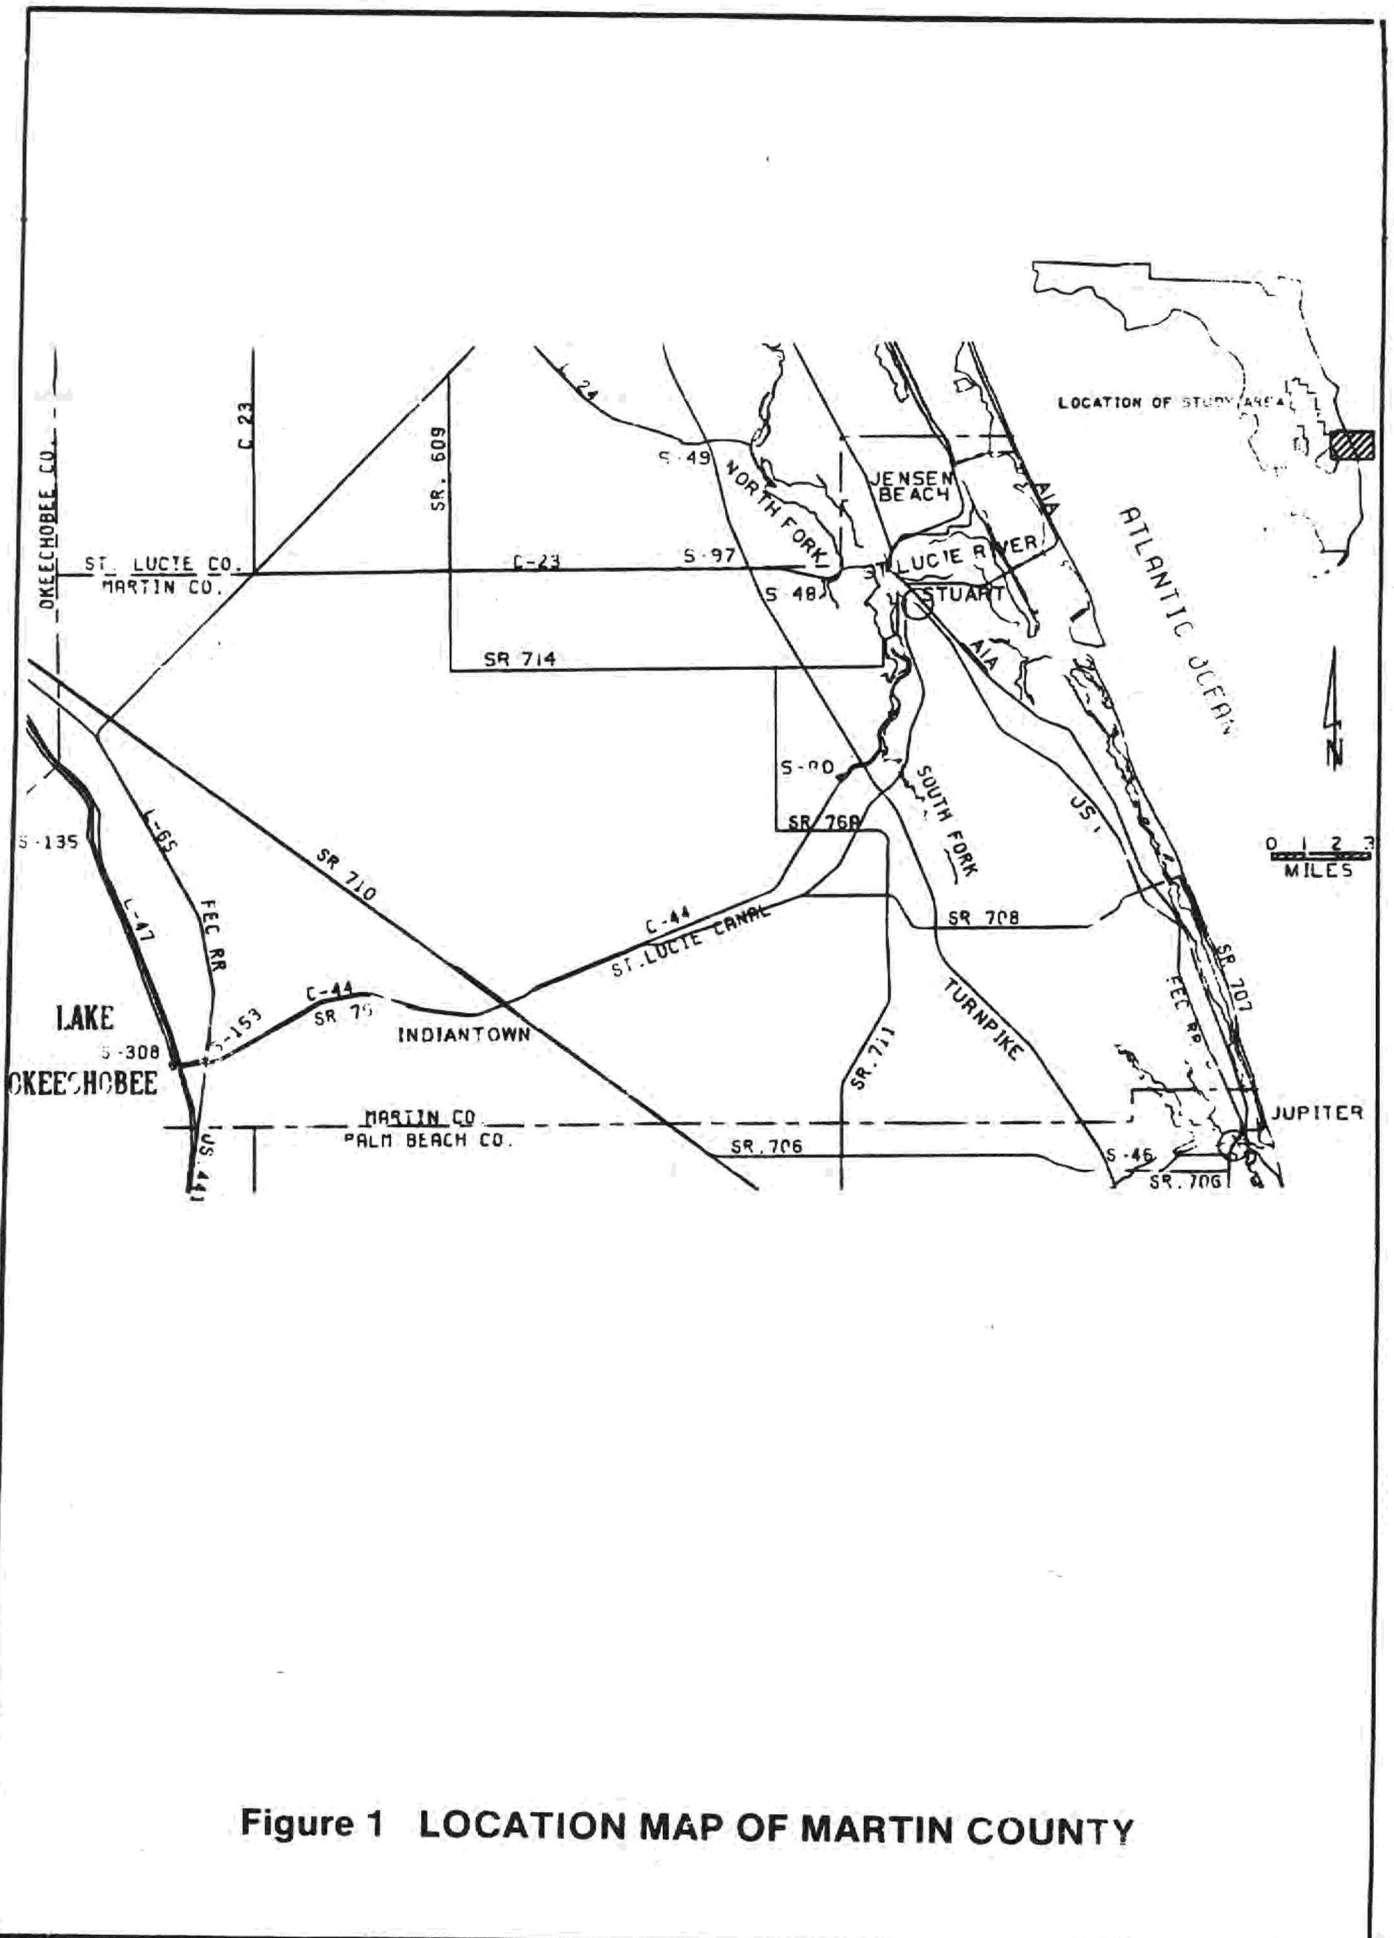 LOCATION OF STUDY AREA
C 23
L 24
SR. 609
S-49
NORTH FORK
JENSEN
BEACH
A1A
OKEECHOBEE CO.
ATLANTIC OCEAN
ST. LUCIE CO.
MARTIN CO.
C-23
S-97
ST LUCIE RIVER
S-48
STUART
SR 714
A1A
N
SOUTH FORK
US 1
S-135
L-65
SR 710
SR 76A
0 1 2 3
MILES
L-47
FEC RR
C-44
ST. LUCIE CANAL
SR 708
SR 707
LAKE
OKEECHOBEE
C-44
INDIANTOWN
S-153
S-308
TURNPIKE
SR. 711
FEC RR
JUPITER
MARTIN CO
PALM BEACH CO.
US 441
SR. 706
S-46
SR. 706
Figure 1 LOCATION MAP OF MARTIN COUNTY